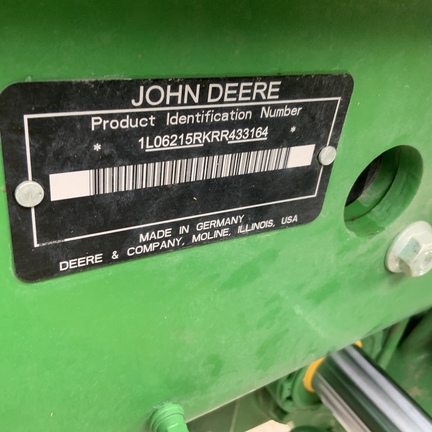 JOHN DEERE
Product Identification Number
* 1L06215RKRR433164 *
MADE IN GERMANY
DEERE & COMPANY, MOLINE, ILLINOIS, USA